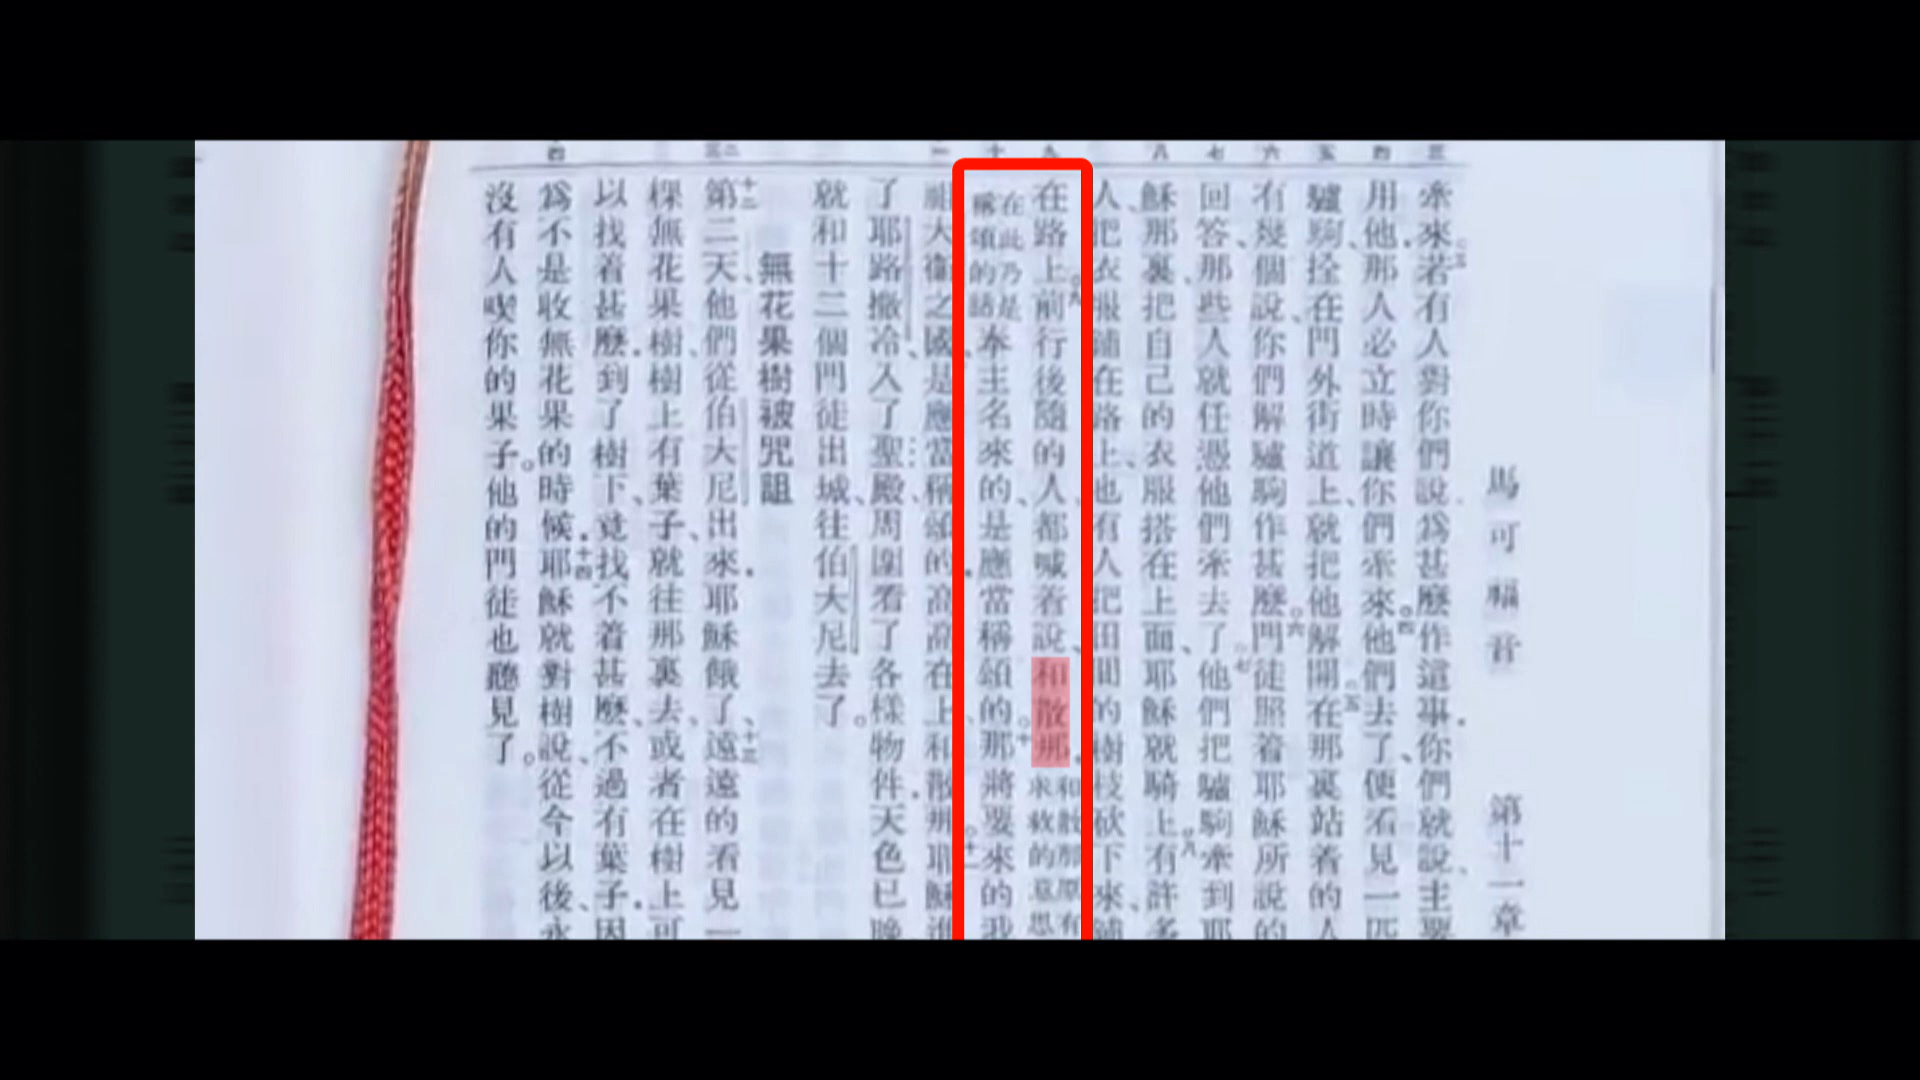 馬可福音 第十一章
牽來若有人對你們說爲甚麼作這事.你們就說、主要
用他.那人必立時讓你們牽來。四他們去了、便看見一匹
驢駒、拴在門外街道上、就把他解開。五在那裏站着的人
有幾個說、你們解驢駒作甚麼。六門徒照着耶穌所說的
回答、那些人就任憑他們牽去了。七他們把驢駒牽到耶
穌那裏、把自己的衣服搭在上面、耶穌就騎上。八有許多
人、把衣服鋪在路上、也有人把田間的樹枝砍下來、鋪
在路上。九前行後隨的人、都喊着說、和散那.和散那原有求救的意思
在此乃是稱頌的話奉主名來的、是應當稱頌的。十那將要來的我
祖大衛之國、是應當稱頌的.高高在上和散那。十一耶穌進
了耶路撒冷、入了聖殿、周圍看了各樣物件.天色已晚
就和十二個門徒出城、往伯大尼去了。
無花果樹被咒詛
十二第二天、他們從伯大尼出來.耶穌餓了、十三遠遠的看見一
棵無花果樹、樹上有葉子、就往那裏去、或者在樹上可
以找着甚麼.到了樹下、竟找不着甚麼、不過有葉子.因
爲不是收無花果的時候.十四耶穌就對樹說、從今以後、永
沒有人喫你的果子。他的門徒也聽見了。